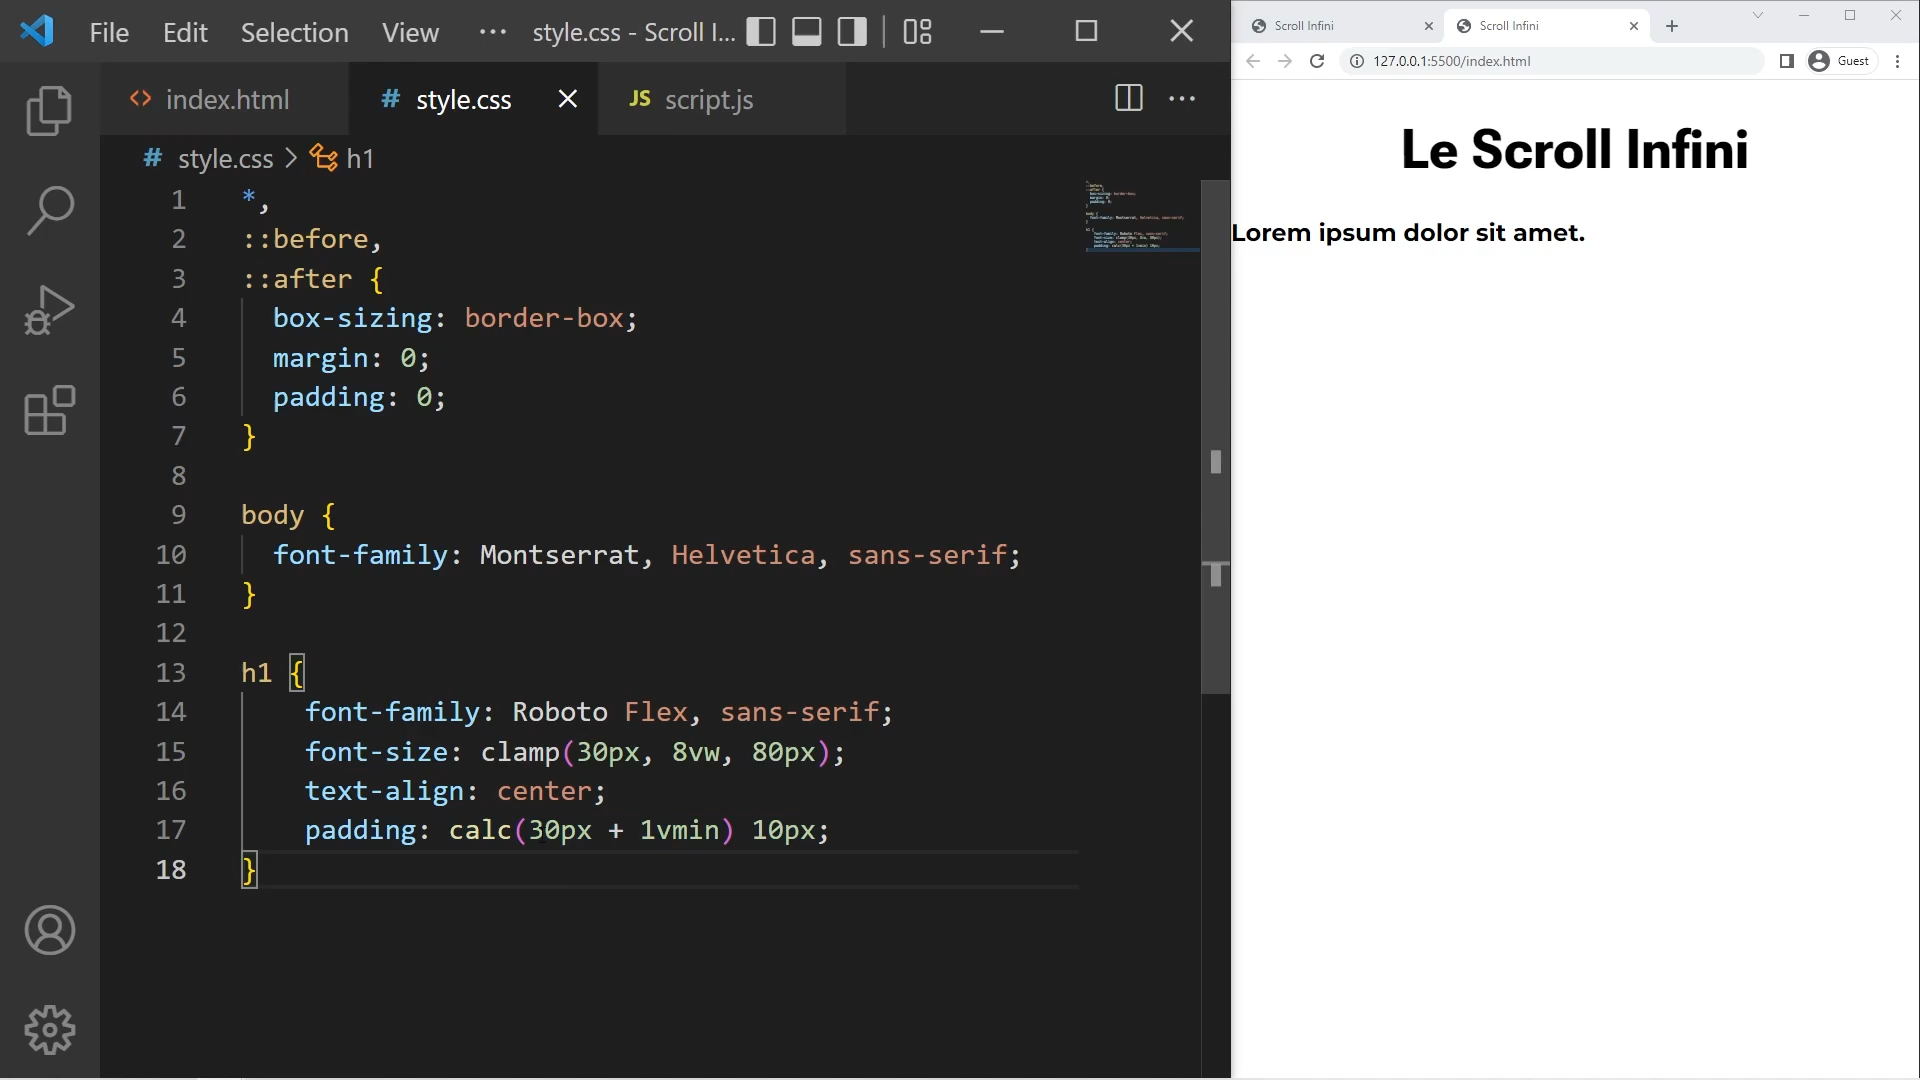 File Edit Selection View ··· style.css - Scroll I...
index.html
# style.css
JS script.js
# style.css > h1
1 *,
2 ::before,
3 ::after {
4 box-sizing: border-box;
5 margin: 0;
6 padding: 0;
7 }
8
9 body {
10 font-family: Montserrat, Helvetica, sans-serif;
11 }
12
13 h1 {
14 font-family: Roboto Flex, sans-serif;
15 font-size: clamp(30px, 8vw, 80px);
16 text-align: center;
17 padding: calc(30px + 1vmin) 10px;
18 }
Scroll Infini
Scroll Infini
127.0.0.1:5500/index.html
Guest
Le Scroll Infini
Lorem ipsum dolor sit amet.